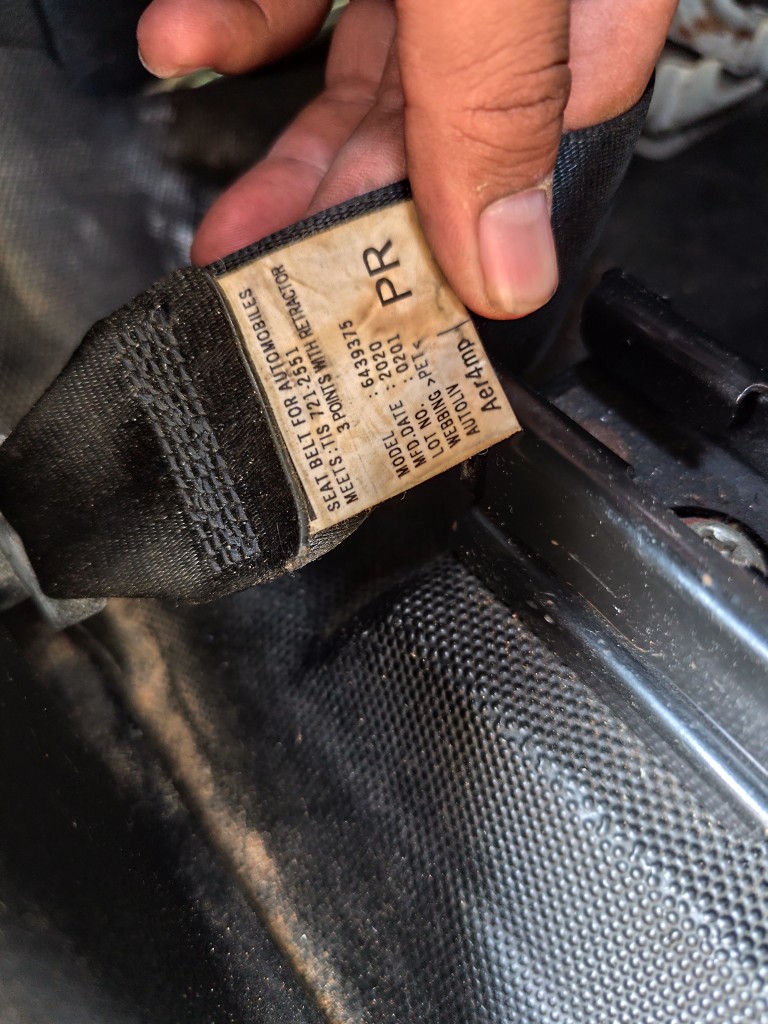 PR
SEAT BELT FOR AUTOMOBILES
MEETS : TIS 721-2551
3 POINTS WITH RETRACTOR
MODEL : 6439375
MFD.DATE : 2020
LOT NO. : 0201
WEBBING >PET<
AUTOLIV
Aer4mp